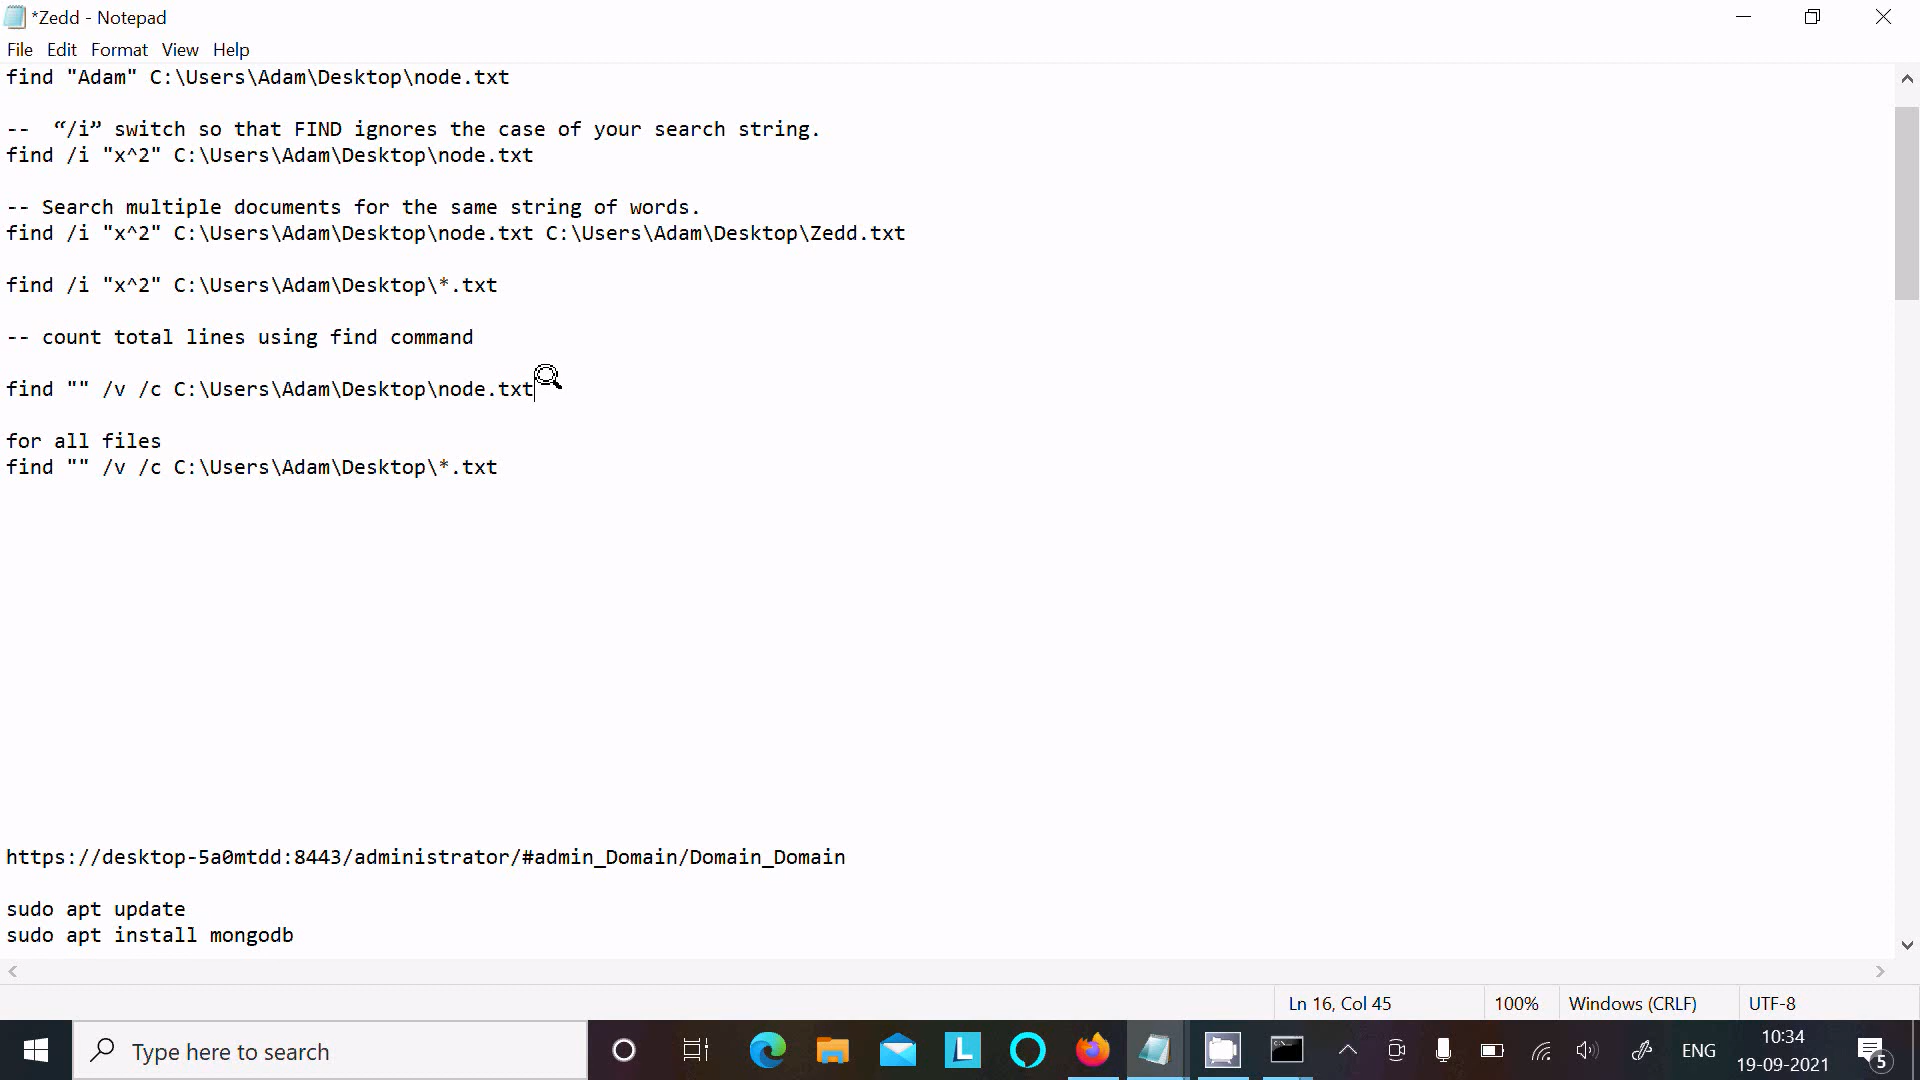 *Zedd - Notepad
File Edit Format View Help
find "Adam" C:\Users\Adam\Desktop\node.txt
-- “/i” switch so that FIND ignores the case of your search string.
find /i "x^2" C:\Users\Adam\Desktop\node.txt
-- Search multiple documents for the same string of words.
find /i "x^2" C:\Users\Adam\Desktop\node.txt C:\Users\Adam\Desktop\Zedd.txt
find /i "x^2" C:\Users\Adam\Desktop\*.txt
-- count total lines using find command
find "" /v /c C:\Users\Adam\Desktop\node.txt
for all files
find "" /v /c C:\Users\Adam\Desktop\*.txt
https://desktop-5a0mtdd:8443/administrator/#admin_Domain/Domain_Domain
sudo apt update
sudo apt install mongodb
Ln 16, Col 45 100% Windows (CRLF) UTF-8
Type here to search L ENG 10:34 5
19-09-2021